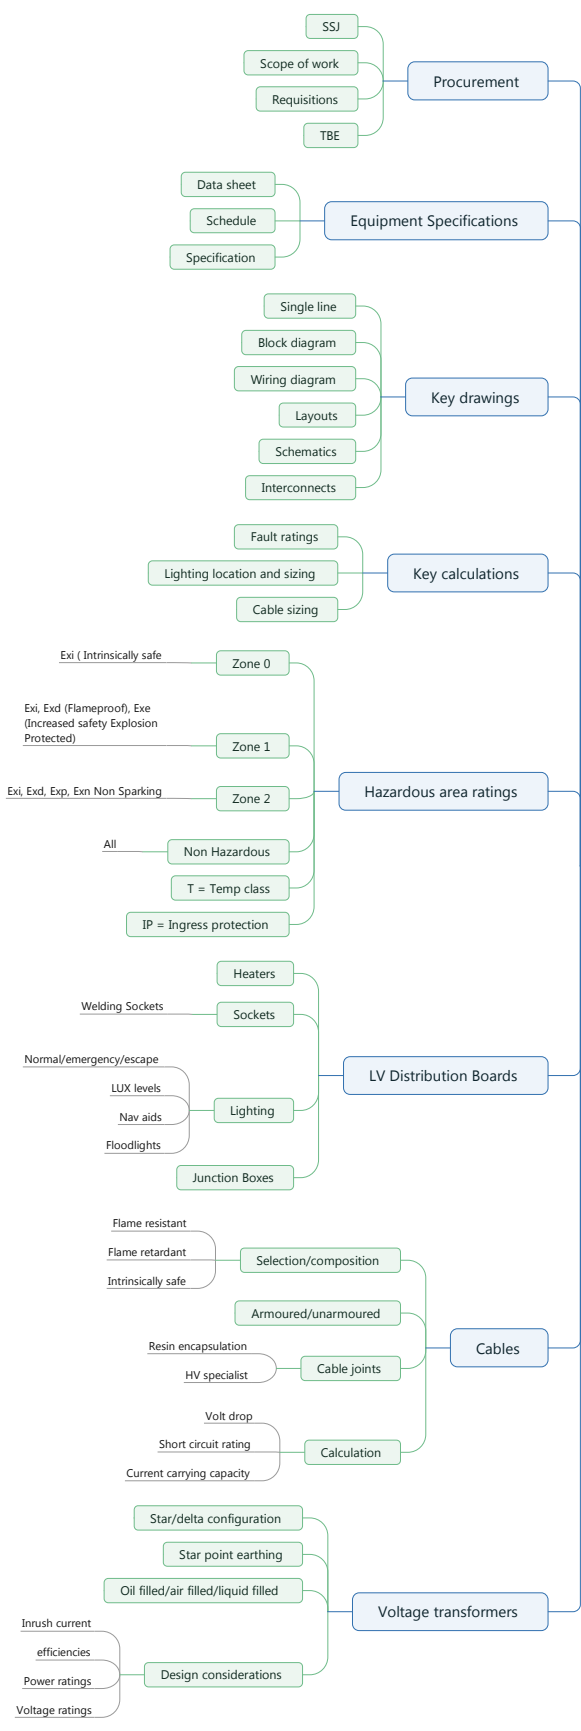 SSJ
Scope of work
Requisitions
TBE
Procurement
Data sheet
Schedule
Specification
Equipment Specifications
Single line
Block diagram
Wiring diagram
Layouts
Schematics
Interconnects
Key drawings
Fault ratings
Lighting location and sizing
Cable sizing
Key calculations
Exi ( Intrinsically safe
Zone 0
Exi, Exd (Flameproof), Exe
(Increased safety Explosion
Protected)
Zone 1
Exi, Exd, Exp, Exn Non Sparking
Zone 2
All
Non Hazardous
T = Temp class
IP = Ingress protection
Hazardous area ratings
Heaters
Welding Sockets
Sockets
Normal/emergency/escape
LUX levels
Nav aids
Floodlights
Lighting
Junction Boxes
LV Distribution Boards
Flame resistant
Flame retardant
Intrinsically safe
Selection/composition
Armoured/unarmoured
Resin encapsulation
HV specialist
Cable joints
Volt drop
Short circuit rating
Current carrying capacity
Calculation
Cables
Star/delta configuration
Star point earthing
Oil filled/air filled/liquid filled
Inrush current
efficiencies
Power ratings
Voltage ratings
Design considerations
Voltage transformers